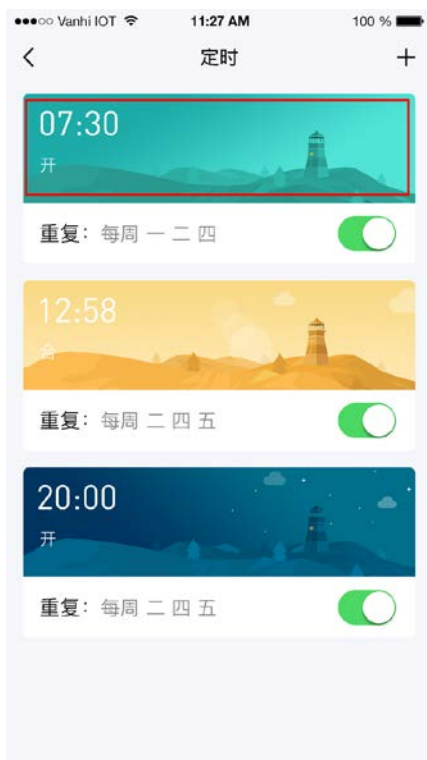 Vanhi IOT 11:27 AM 100 %
定时
07:30
开
重复：每周 一 二 四
12:58
合
重复：每周 二 四 五
20:00
开
重复：每周 二 四 五